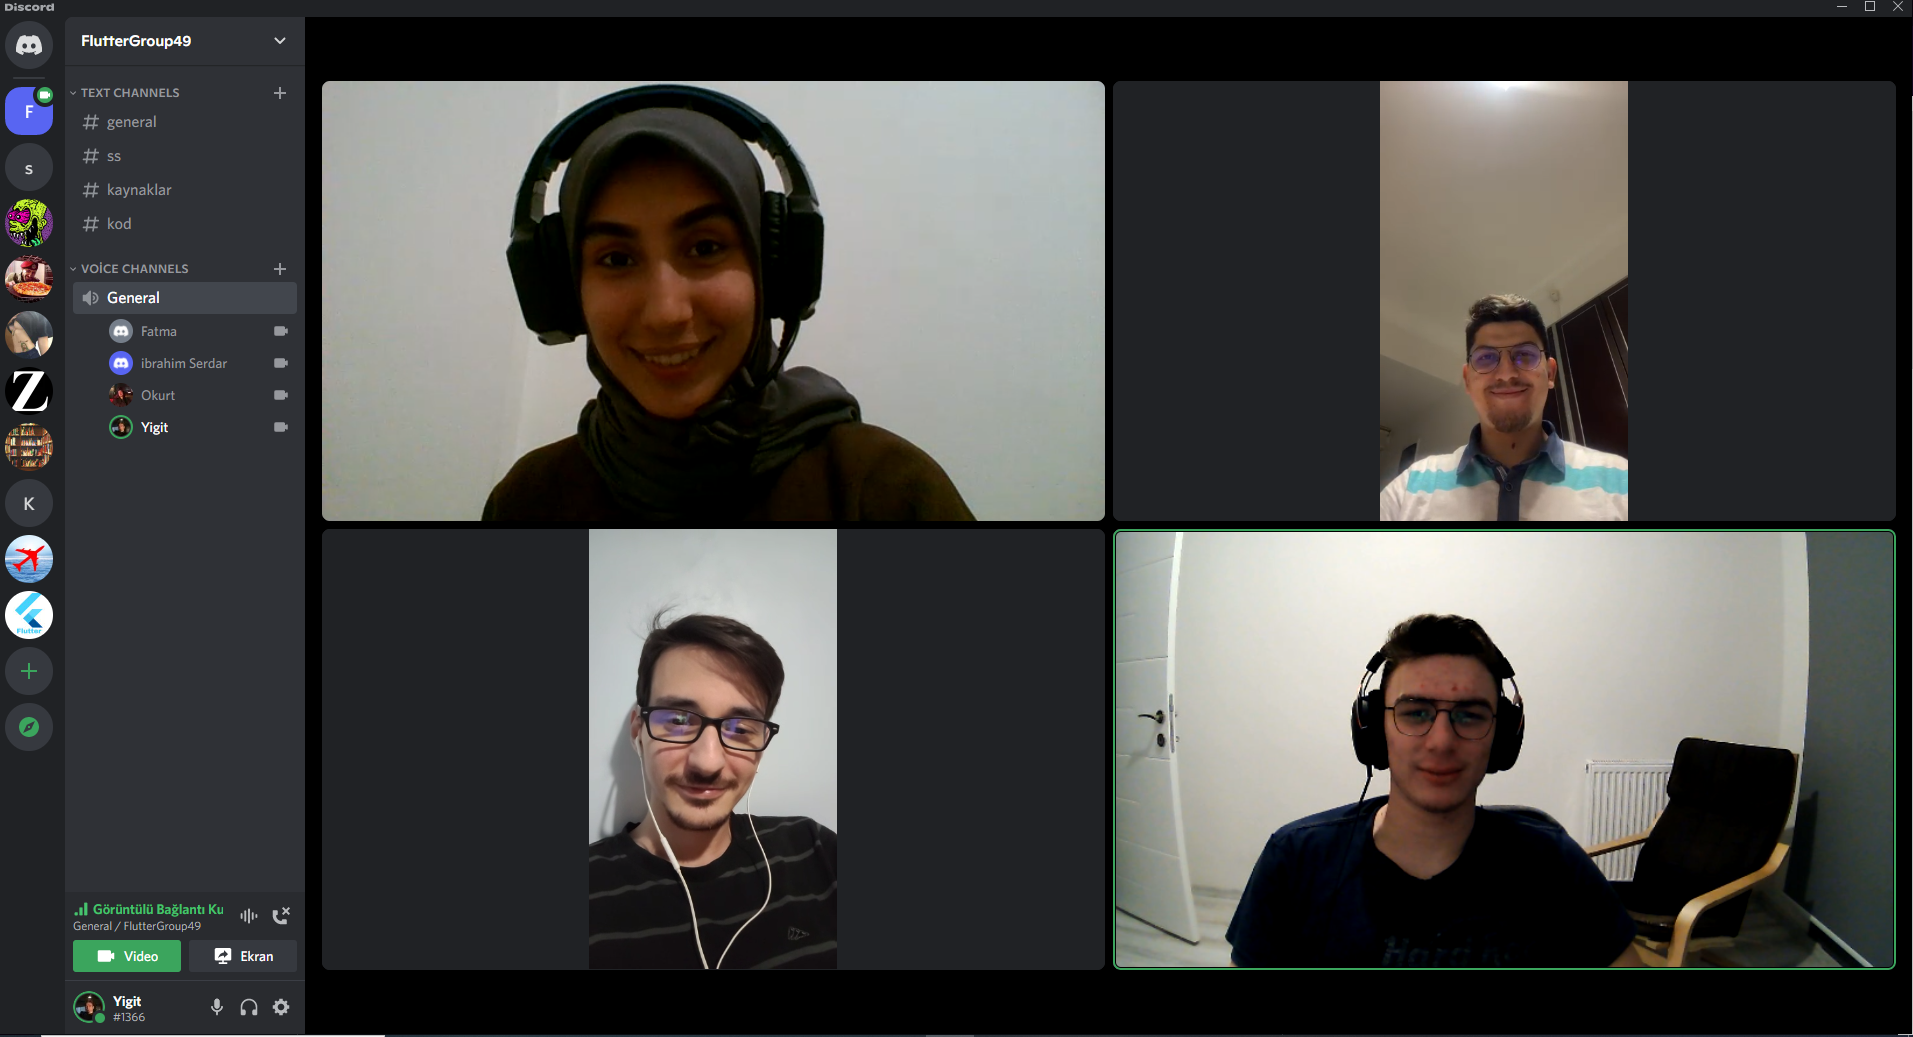 Discord
FlutterGroup49
F
TEXT CHANNELS
general
s
ss
kaynaklar
kod
VOİCE CHANNELS
General
Fatma
ibrahim Serdar
Z
Okurt
Yigit
K
Flutter
Görüntülü Bağlantı Ku
General / FlutterGroup49
Video
Ekran
Yigit
#1366